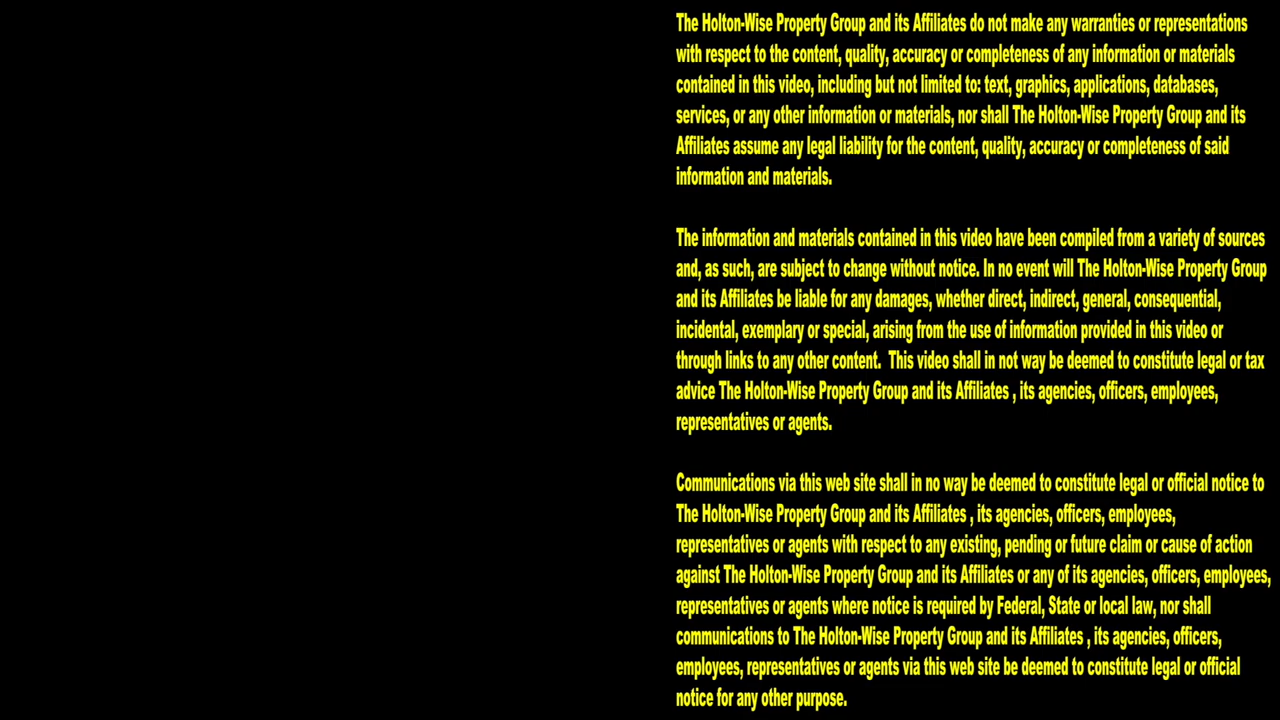 The Holton-Wise Property Group and its Affiliates do not make any warranties or representations
with respect to the content, quality, accuracy or completeness of any information or materials
contained in this video, including but not limited to: text, graphics, applications, databases,
services, or any other information or materials, nor shall The Holton-Wise Property Group and its
Affiliates assume any legal liability for the content, quality, accuracy or completeness of said
information and materials.
The information and materials contained in this video have been compiled from a variety of sources
and, as such, are subject to change without notice. In no event will The Holton-Wise Property Group
and its Affiliates be liable for any damages, whether direct, indirect, general, consequential,
incidental, exemplary or special, arising from the use of information provided in this video or
through links to any other content.  This video shall in not way be deemed to constitute legal or tax
advice The Holton-Wise Property Group and its Affiliates , its agencies, officers, employees,
representatives or agents.
Communications via this web site shall in no way be deemed to constitute legal or official notice to
The Holton-Wise Property Group and its Affiliates , its agencies, officers, employees,
representatives or agents with respect to any existing, pending or future claim or cause of action
against The Holton-Wise Property Group and its Affiliates or any of its agencies, officers, employees,
representatives or agents where notice is required by Federal, State or local law, nor shall
communications to The Holton-Wise Property Group and its Affiliates , its agencies, officers,
employees, representatives or agents via this web site be deemed to constitute legal or official
notice for any other purpose.